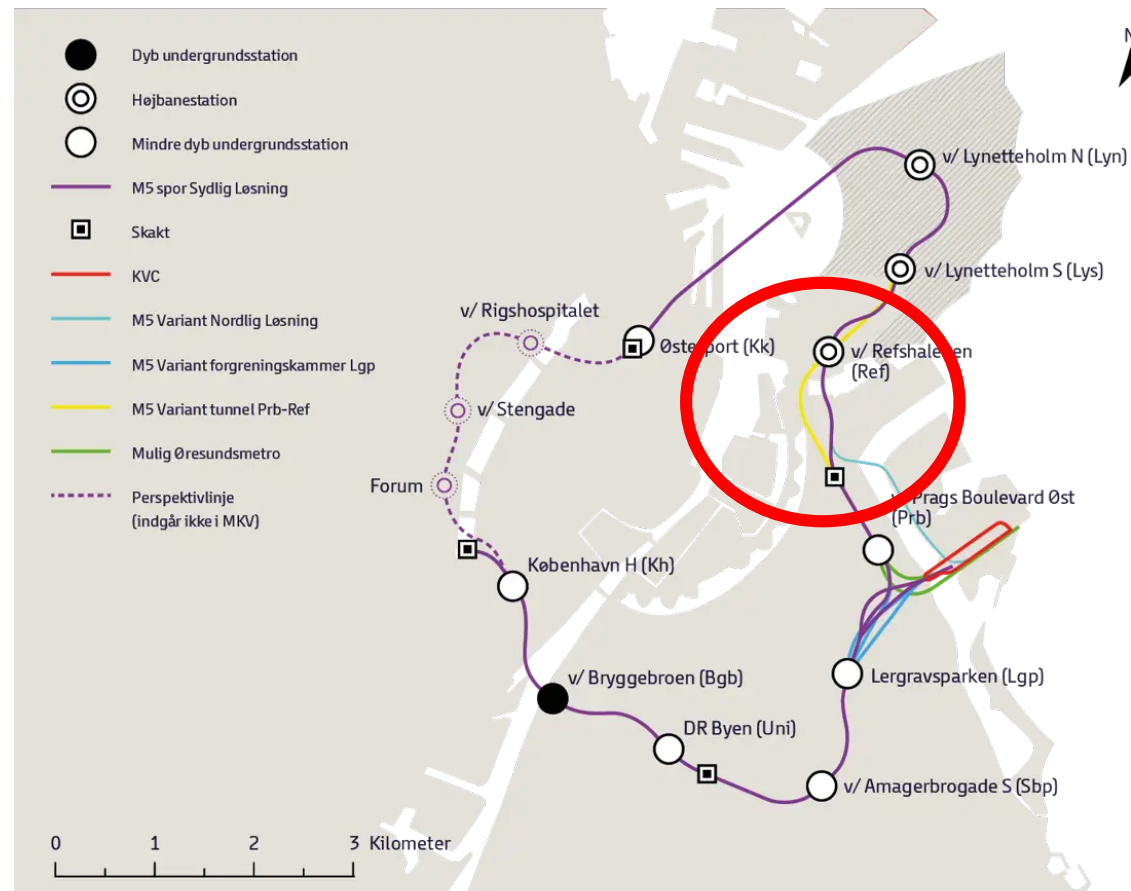 Dyb undergrundsstation
Højbanestation
Mindre dyb undergrundsstation
M5 spor Sydlig Løsning
Skakt
KVC
M5 Variant Nordlig Løsning
M5 Variant forgreningskammer Lgp
M5 Variant tunnel Prb-Ref
Mulig Øresundsmetro
Perspektivlinje
(indgår ikke i MKV)
N
v/ Lynetteholm N (Lyn)
v/ Lynetteholm S (Lys)
v/ Rigshospitalet
Østerport (Kk)
v/ Refshaleøen
(Ref)
v/ Stengade
Forum
v/ Prags Boulevard Øst
(Prb)
København H (Kh)
v/ Bryggebroen (Bgb)
Lergravsparken (Lgp)
DR Byen (Uni)
v/ Amagerbrogade S (Sbp)
0 1 2 3 Kilometer